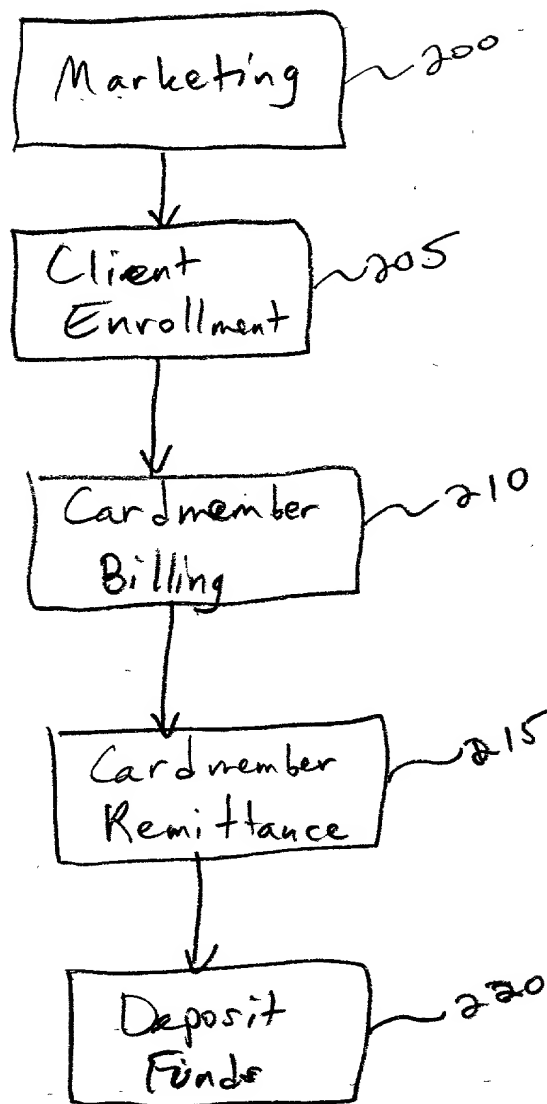 Marketing
200
Client
Enrollment
205
Cardmember
Billing
210
Cardmember
Remittance
215
Deposit
Funds
220